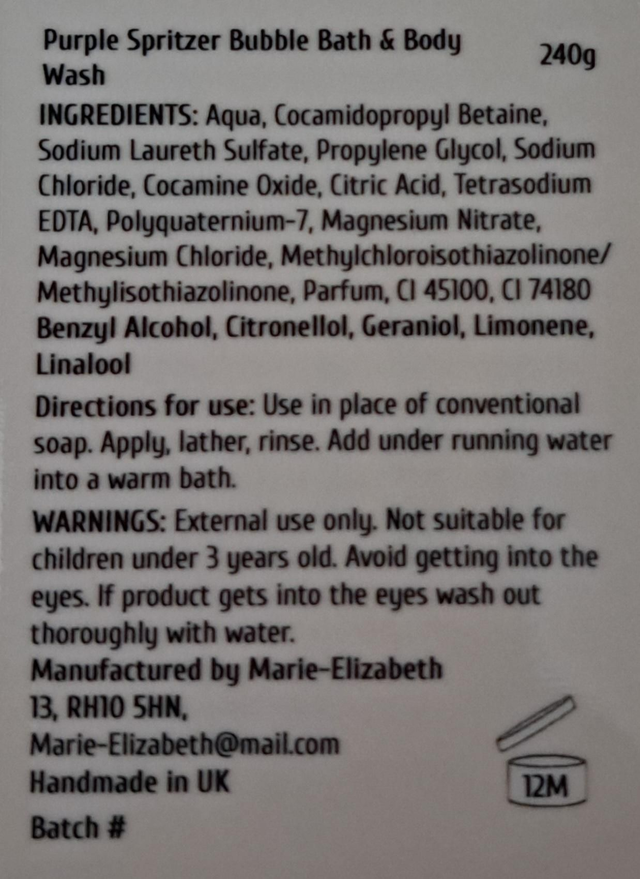 Purple Spritzer Bubble Bath & Body
Wash
240g
INGREDIENTS: Aqua, Cocamidopropyl Betaine,
Sodium Laureth Sulfate, Propylene Glycol, Sodium
Chloride, Cocamine Oxide, Citric Acid, Tetrasodium
EDTA, Polyquaternium-7, Magnesium Nitrate,
Magnesium Chloride, Methylchloroisothiazolinone/
Methylisothiazolinone, Parfum, CI 45100, CI 74180
Benzyl Alcohol, Citronellol, Geraniol, Limonene,
Linalool
Directions for use: Use in place of conventional
soap. Apply, lather, rinse. Add under running water
into a warm bath.
WARNINGS: External use only. Not suitable for
children under 3 years old. Avoid getting into the
eyes. If product gets into the eyes wash out
thoroughly with water.
Manufactured by Marie-Elizabeth
13, RH10 5HN,
Marie-Elizabeth@mail.com
Handmade in UK
12M
Batch #